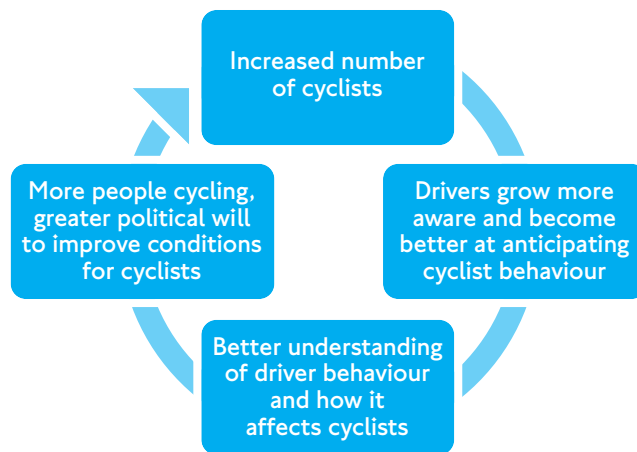 Increased number
of cyclists
Drivers grow more
aware and become
better at anticipating
cyclist behaviour
Better understanding
of driver behaviour
and how it
affects cyclists
More people cycling,
greater political will
to improve conditions
for cyclists